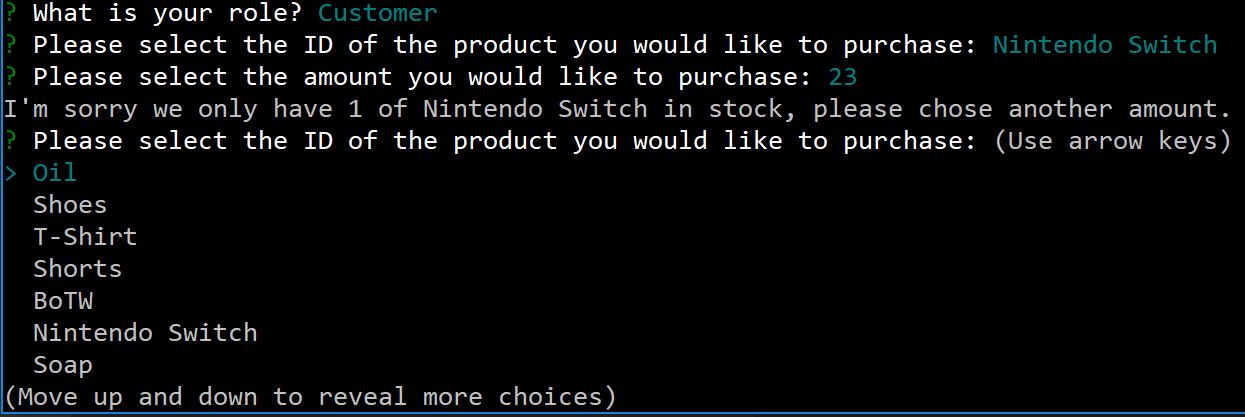 ? What is your role? Customer
? Please select the ID of the product you would like to purchase: Nintendo Switch
? Please select the amount you would like to purchase: 23
I'm sorry we only have 1 of Nintendo Switch in stock, please chose another amount.
? Please select the ID of the product you would like to purchase: (Use arrow keys)
> Oil
  Shoes
  T-Shirt
  Shorts
  BoTW
  Nintendo Switch
  Soap
(Move up and down to reveal more choices)